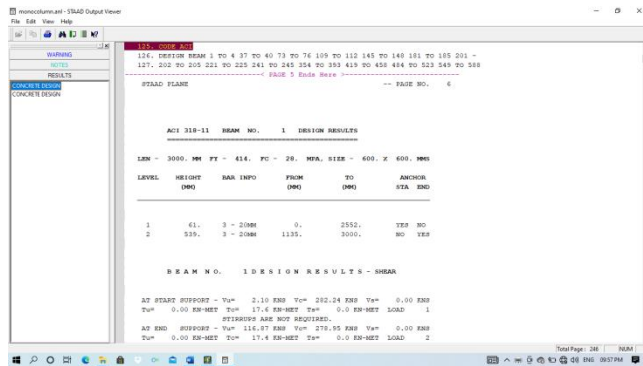 monocolumn.anl - STAAD Output Viewer
File Edit View Help
WARNING
NOTES
RESULTS
CONCRETE DESIGN
CONCRETE DESIGN
125. CODE ACI
126. DESIGN BEAM 1 TO 4 37 TO 40 73 TO 76 109 TO 112 145 TO 148 181 TO 185 201 -
127. 202 TO 205 221 TO 225 241 TO 245 354 TO 393 419 TO 458 484 TO 523 549 TO 588
< PAGE 5 Ends Here >
STAAD PLANE -- PAGE NO. 6
ACI 318-11 BEAM NO. 1 DESIGN RESULTS
LEN - 3000. MM FY - 414. FC - 28. MPA, SIZE - 600. X 600. MMS
LEVEL HEIGHT BAR INFO FROM TO ANCHOR
(MM) (MM) (MM) STA END
1 61. 3 - 20MM 0. 2552. YES NO
2 539. 3 - 20MM 1135. 3000. NO YES
B E A M N O. 1 D E S I G N R E S U L T S - SHEAR
AT START SUPPORT - Vu= 2.10 KNS Vc= 282.24 KNS Vs= 0.00 KNS
Tu= 0.0 KN-MET Tc= 17.6 KN-MET Ts= 0.0 KN-MET LOAD 1
STIRRUPS ARE NOT REQUIRED.
AT END SUPPORT - Vu= 116.87 KNS Vc= 278.95 KNS Vs= 0.00 KNS
Tu= 0.0 KN-MET Tc= 17.4 KN-MET Ts= 0.0 KN-MET LOAD 2
Total Page : 246 NUM
ENG 09:57 PM